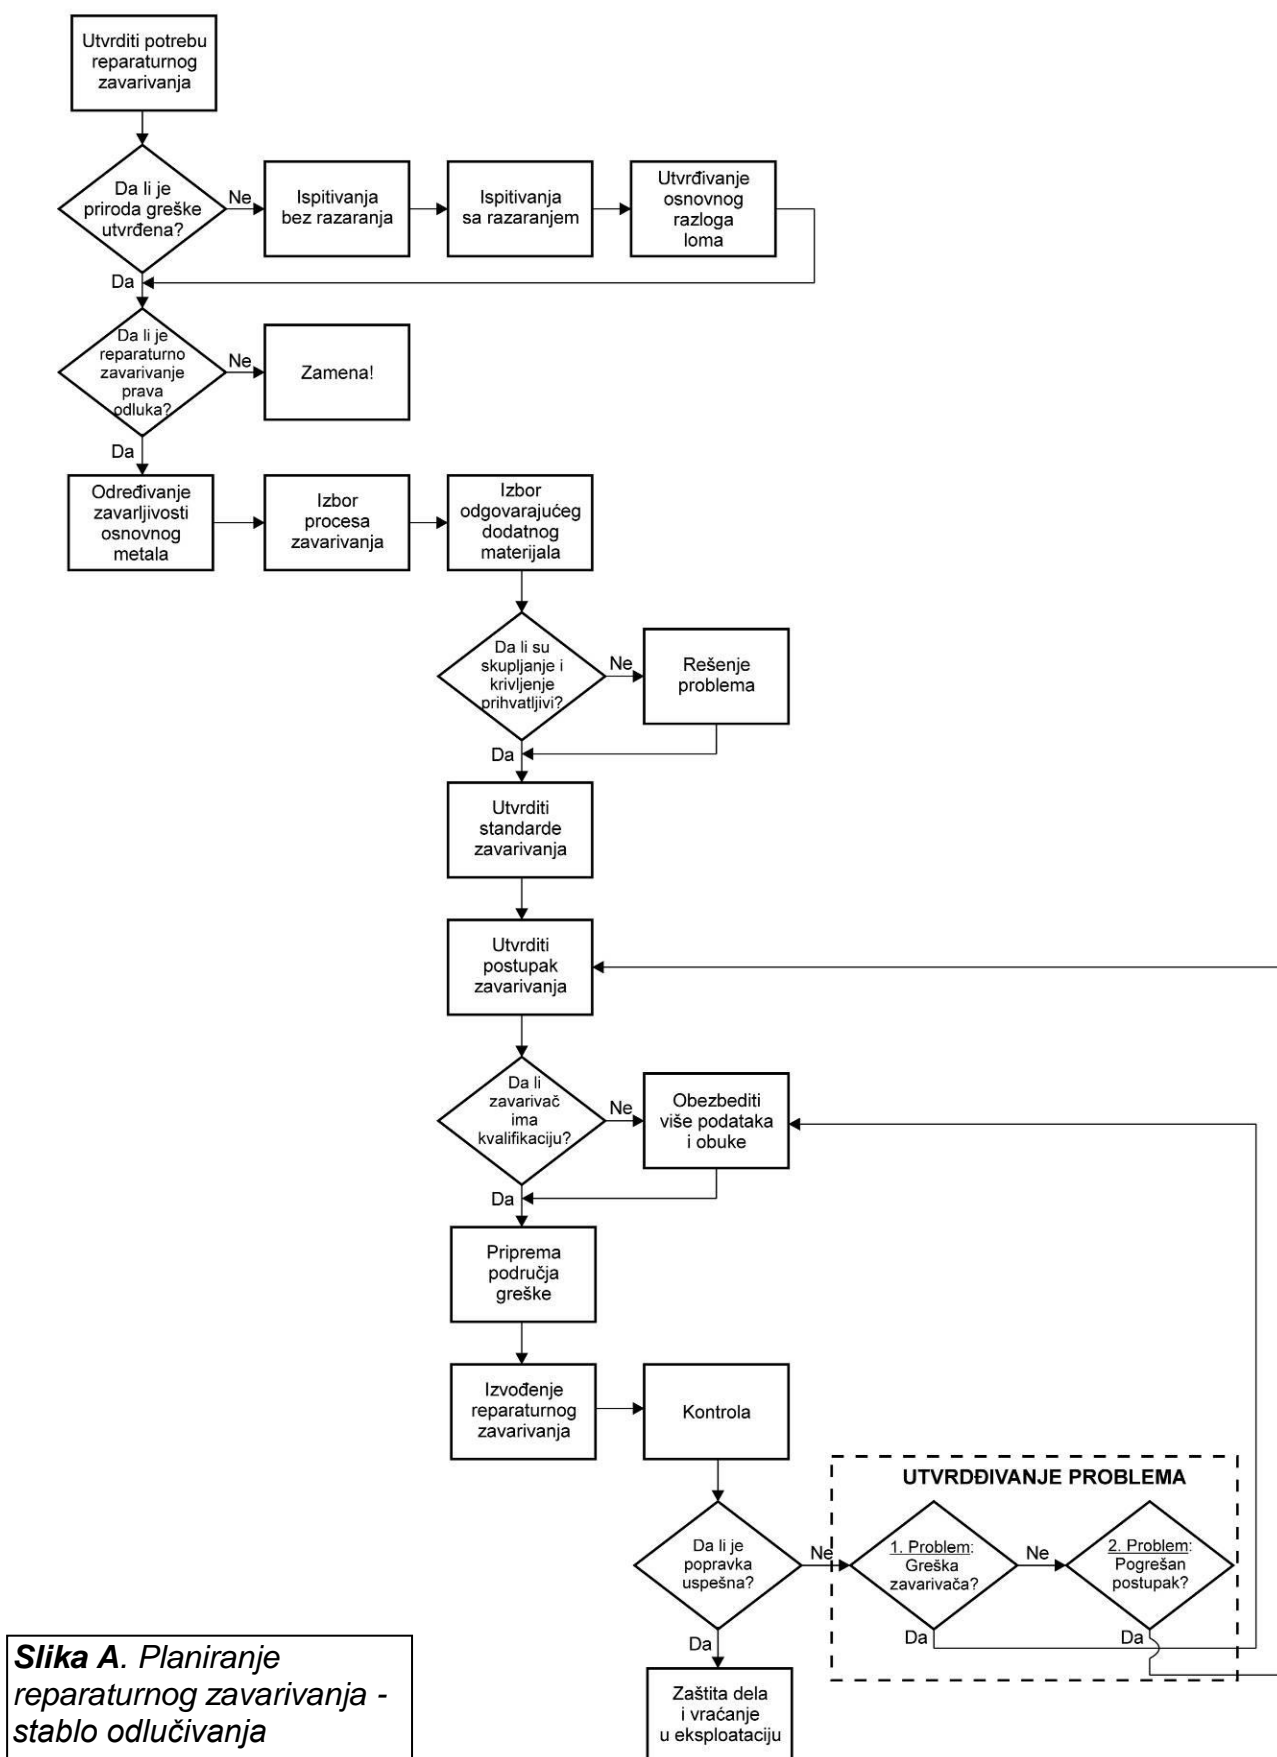 Utvrditi potrebu
reparaturnog
zavarivanja
Da li je
priroda greške
utvrđena?
Ne
Ispitivanja
bez razaranja
Ispitivanja
sa razaranjem
Utvrđivanje
osnovnog
razloga
loma
Da
Da li je
reparaturno
zavarivanje
prava
odluka?
Ne
Zamena!
Da
Određivanje
zavarljivosti
osnovnog
metala
Izbor
procesa
zavarivanja
Izbor
odgovarajućeg
dodatnog
materijala
Da li su
skupljanje i
krivljenje
prihvatljivi?
Ne
Rešenje
problema
Da
Utvrditi
standarde
zavarivanja
Utvrditi
postupak
zavarivanja
Da li
zavarivač
ima
kvalifikaciju?
Ne
Obezbediti
više podataka
i obuke
Da
Priprema
područja
greške
Izvođenje
reparaturnog
zavarivanja
Kontrola
UTVRDĐIVANJE PROBLEMA
Da li je
popravka
uspešna?
Ne
1. Problem:
Greška
zavarivača?
Ne
2. Problem:
Pogrešan
postupak?
Da
Da
Da
Zaštita dela
i vraćanje
u eksploataciju
Slika A. Planiranje
reparaturnog zavarivanja -
stablo odlučivanja